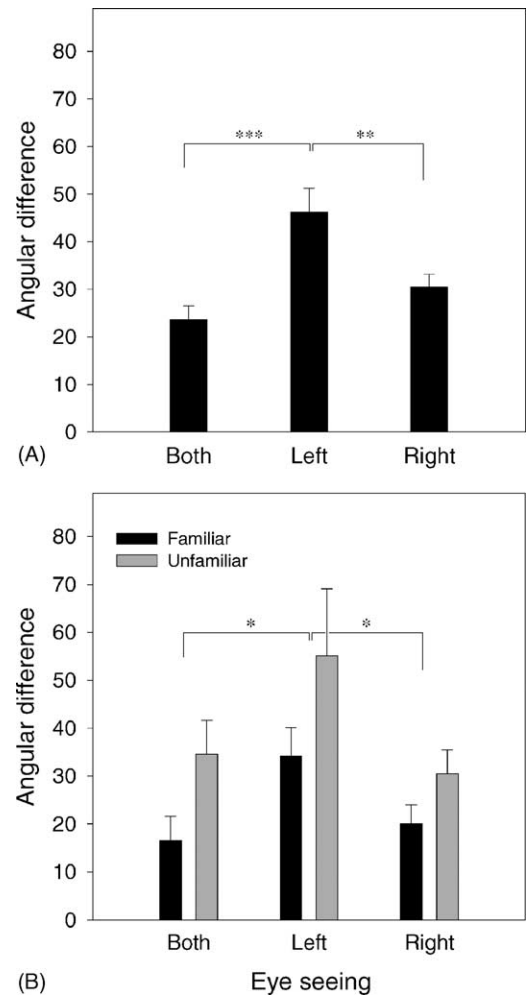 80
70
60
50
40
30
20
10
0
Angular difference
***
**
Both Left Right
(A)
80
70
60
50
40
30
20
10
0
Angular difference
Familiar
Unfamiliar
*
*
Both Left Right
(B)
Eye seeing